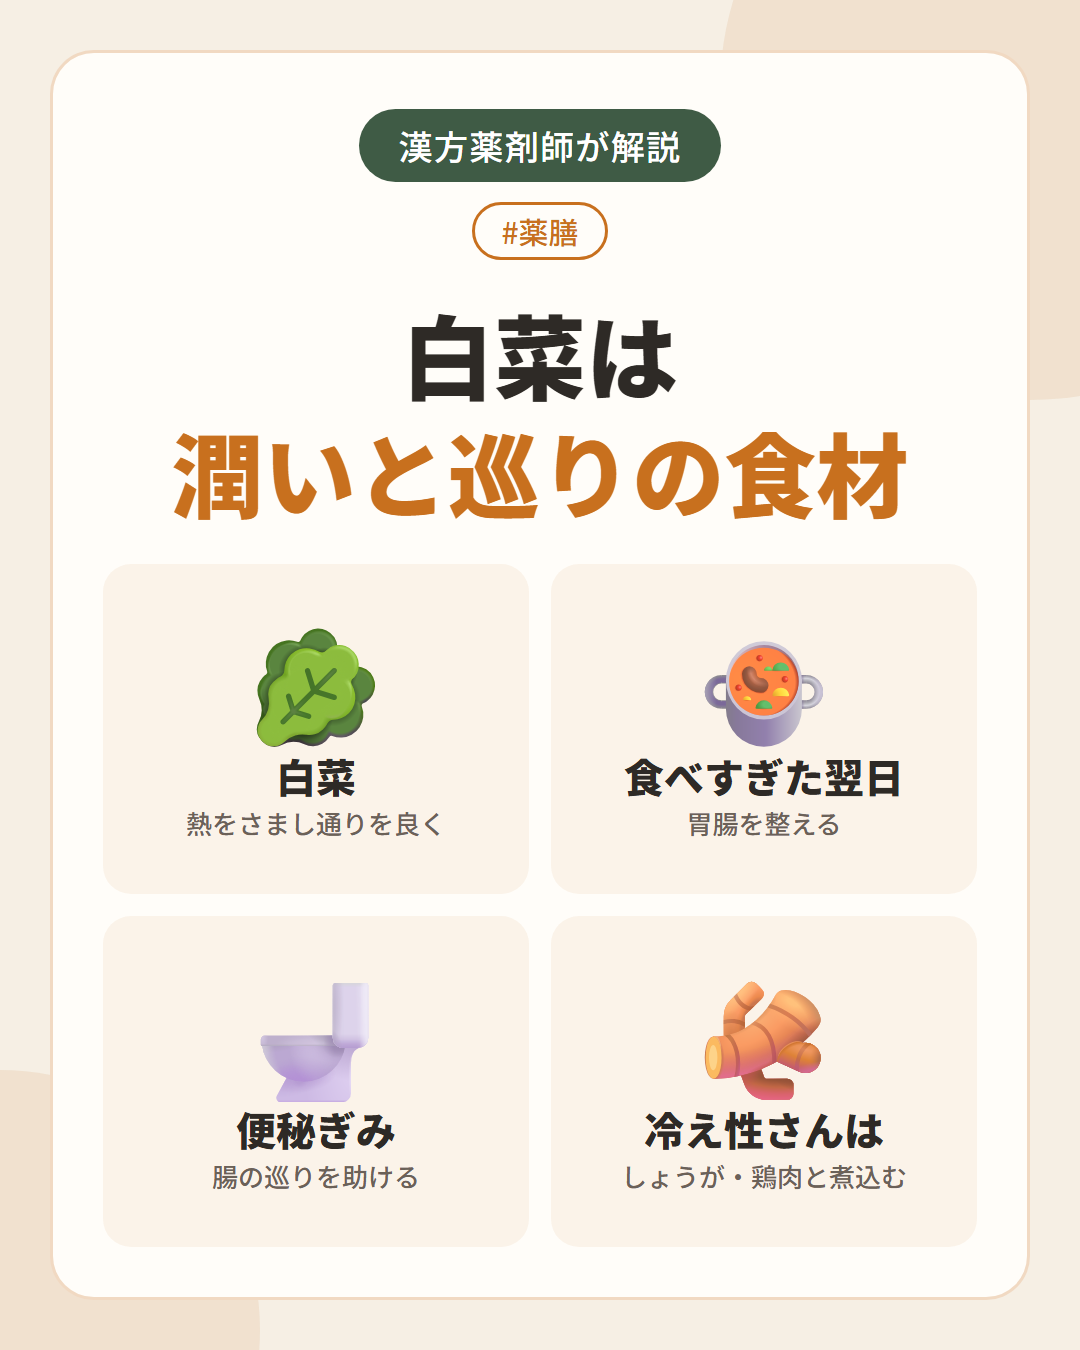 漢方薬剤師が解説
#薬膳
白菜は
潤いと巡りの食材
白菜
熱をさまし通りを良く
食べすぎた翌日
胃腸を整える
便秘ぎみ
腸の巡りを助ける
冷え性さんは
しょうが・鶏肉と煮込む